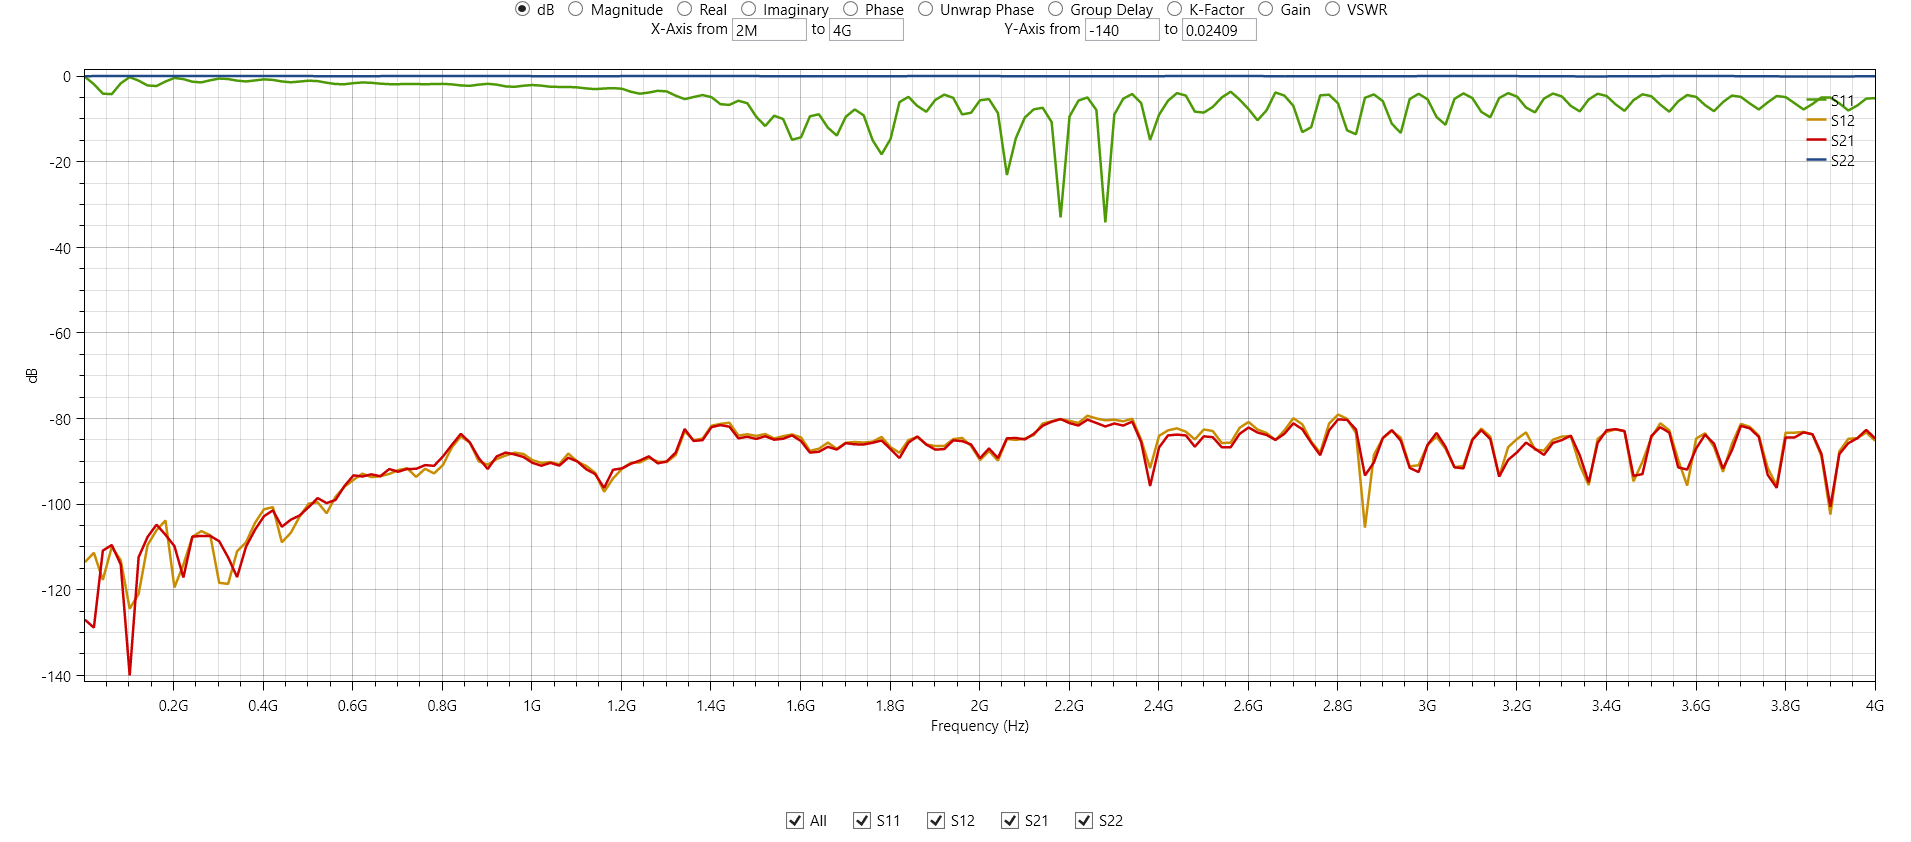 dB Magnitude Real Imaginary Phase Unwrap Phase Group Delay K-Factor Gain VSWR
X-Axis from 2M to 4G Y-Axis from -140 to 0.02409
0
-20
-40
-60
-80
-100
-120
-140
dB
S11
S12
S21
S22
0.2G 0.4G 0.6G 0.8G 1G 1.2G 1.4G 1.6G 1.8G 2G 2.2G 2.4G 2.6G 2.8G 3G 3.2G 3.4G 3.6G 3.8G 4G
Frequency (Hz)
All S11 S12 S21 S22